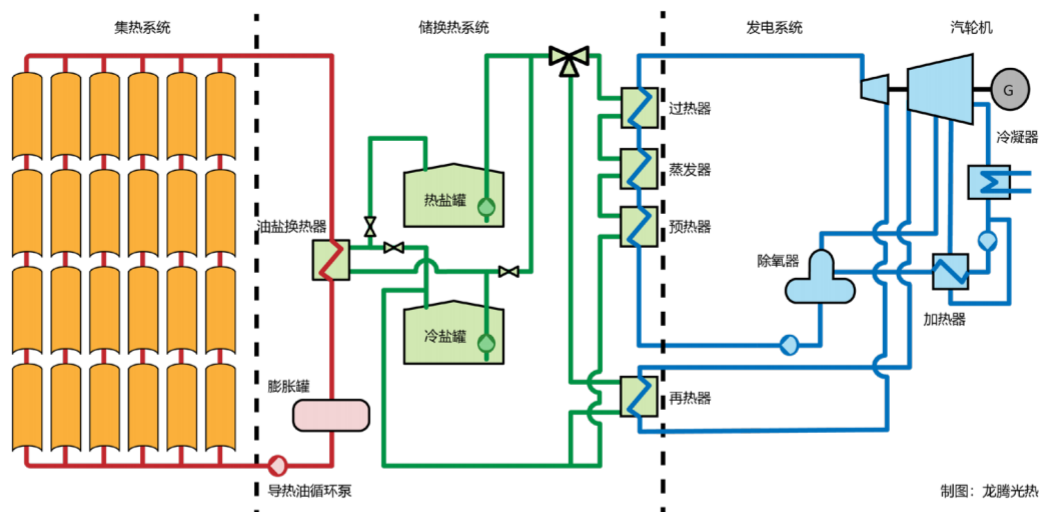 集热系统
储换热系统
发电系统
汽轮机
G
过热器
冷凝器
蒸发器
热盐罐
油盐换热器
预热器
除氧器
加热器
冷盐罐
膨胀罐
再热器
导热油循环泵
制图：龙腾光热